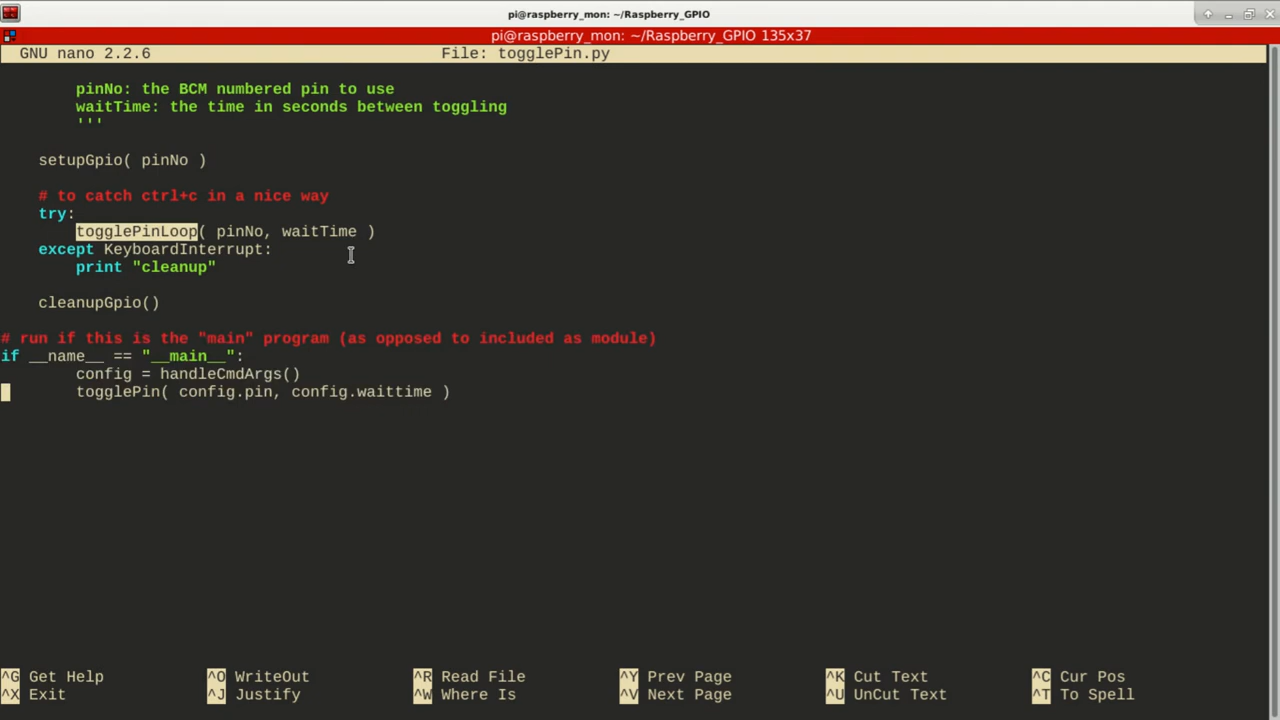 pi@raspberry_mon: ~/Raspberry_GPIO
pi@raspberry_mon: ~/Raspberry_GPIO 135x37
GNU nano 2.2.6 File: togglePin.py
pinNo: the BCM numbered pin to use
waitTime: the time in seconds between toggling
'''
setupGpio( pinNo )
# to catch ctrl+c in a nice way
try:
togglePinLoop( pinNo, waitTime )
except KeyboardInterrupt:
print "cleanup"
cleanupGpio()
# run if this is the "main" program (as opposed to included as module)
if __name__ == "__main__":
config = handleCmdArgs()
togglePin( config.pin, config.waittime )
^G Get Help ^O WriteOut ^R Read File ^Y Prev Page ^K Cut Text ^C Cur Pos
^X Exit ^J Justify ^W Where Is ^V Next Page ^U UnCut Text ^T To Spell